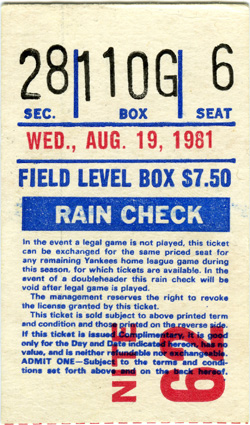 28 110G 6
SEC. BOX SEAT
WED., AUG. 19, 1981
FIELD LEVEL BOX $7.50
RAIN CHECK
In the event a legal game is not played, this ticket
can be exchanged for the same priced seat for
any remaining Yankees home league game during
this season, for which tickets are available. In the
event of a doubleheader this rain check will be
void after legal game is played.
The management reserves the right to revoke
the license granted by this ticket.
This ticket is sold subject to above printed
term and condition and those printed on the reverse side.
If this ticket is issued Complimentary, it is good
only for the Day and Date indicated hereon, has no
value, and is neither refundable nor exchangeable.
ADMIT ONE—Subject to the terms and condi-
tions set forth above and on the back hereof.
NITE
69